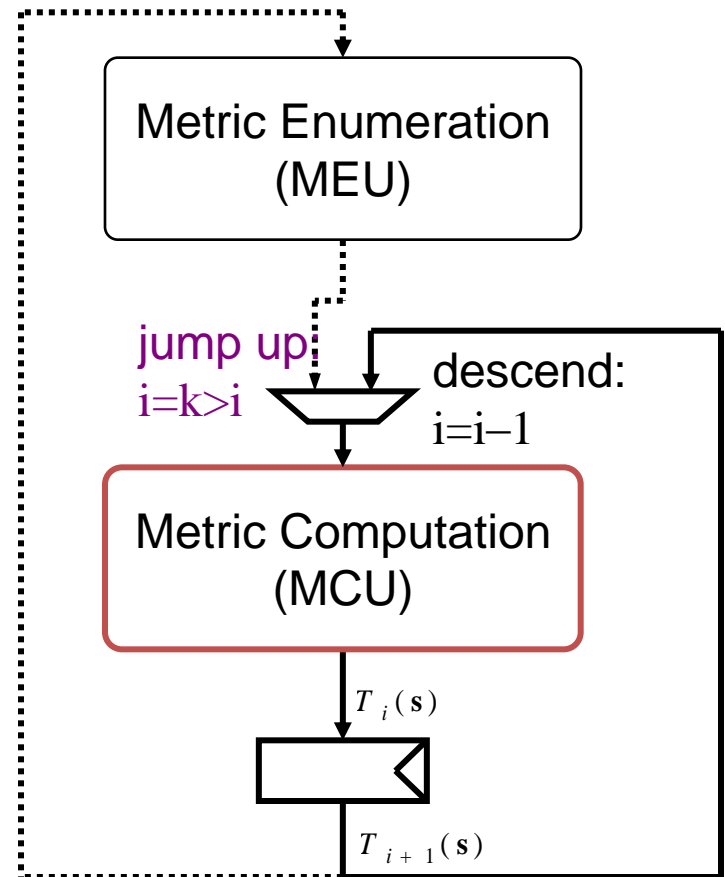 Metric Enumeration
(MEU)
jump up:
i=k>i
descend:
i=i−1
Metric Computation
(MCU)
T i (s)
T i + 1 (s)